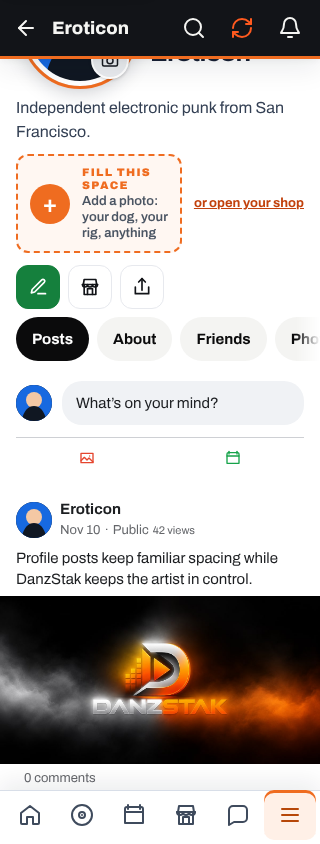 Eroticon
Eroticon
Independent electronic punk from San
Francisco.
FILL THIS
SPACE
Add a photo:
your dog, your
rig, anything
or open your shop
Posts
About
Friends
Pho
What's on your mind?
Eroticon
Nov 10 · Public 42 views
Profile posts keep familiar spacing while
DanzStak keeps the artist in control.
DANZSTAK
0 comments